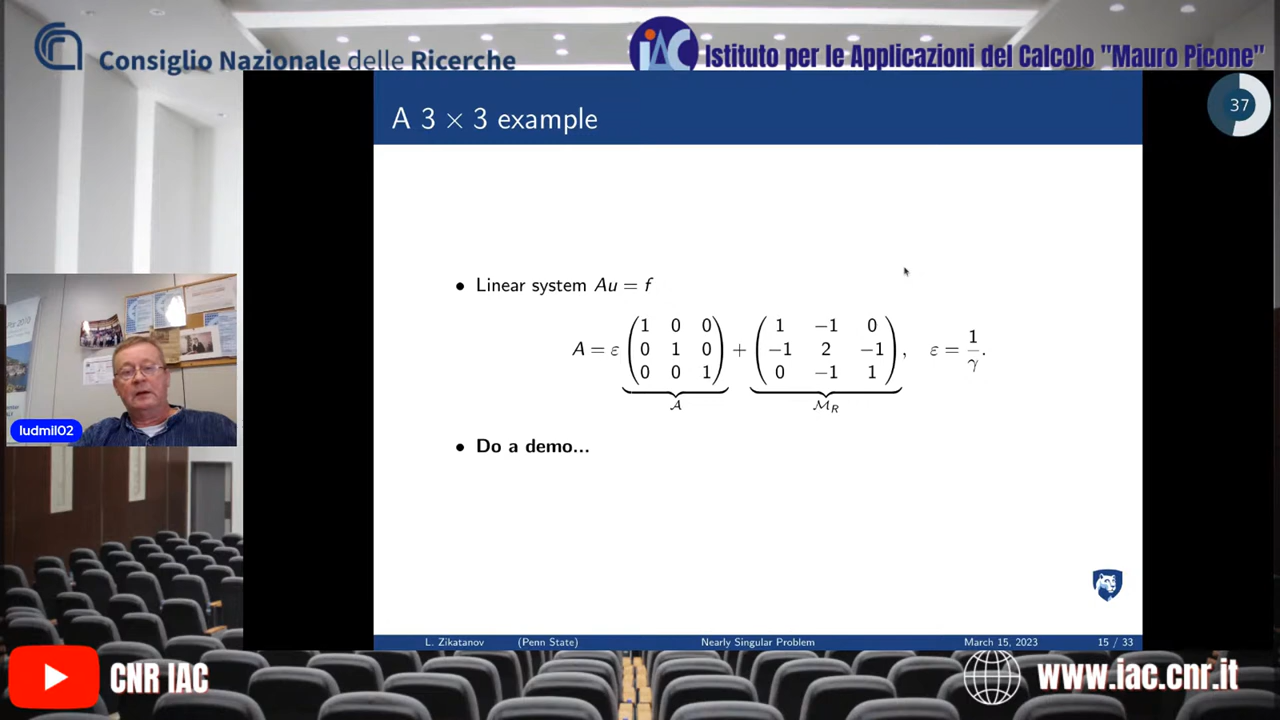 Consiglio Nazionale delle Ricerche
iAC Istituto per le Applicazioni del Calcolo "Mauro Picone"
37
A 3 × 3 example
• Linear system Au = f
A = ε ( 1 0 0 ; 0 1 0 ; 0 0 1 ) + ( 1 −1 0 ; −1 2 −1 ; 0 −1 1 ), ε = 1/γ.
𝒜 ℳ_R
• Do a demo...
ludmil02
L. Zikatanov (Penn State) Nearly Singular Problem March 15, 2023 15 / 33
CNR IAC
www.iac.cnr.it